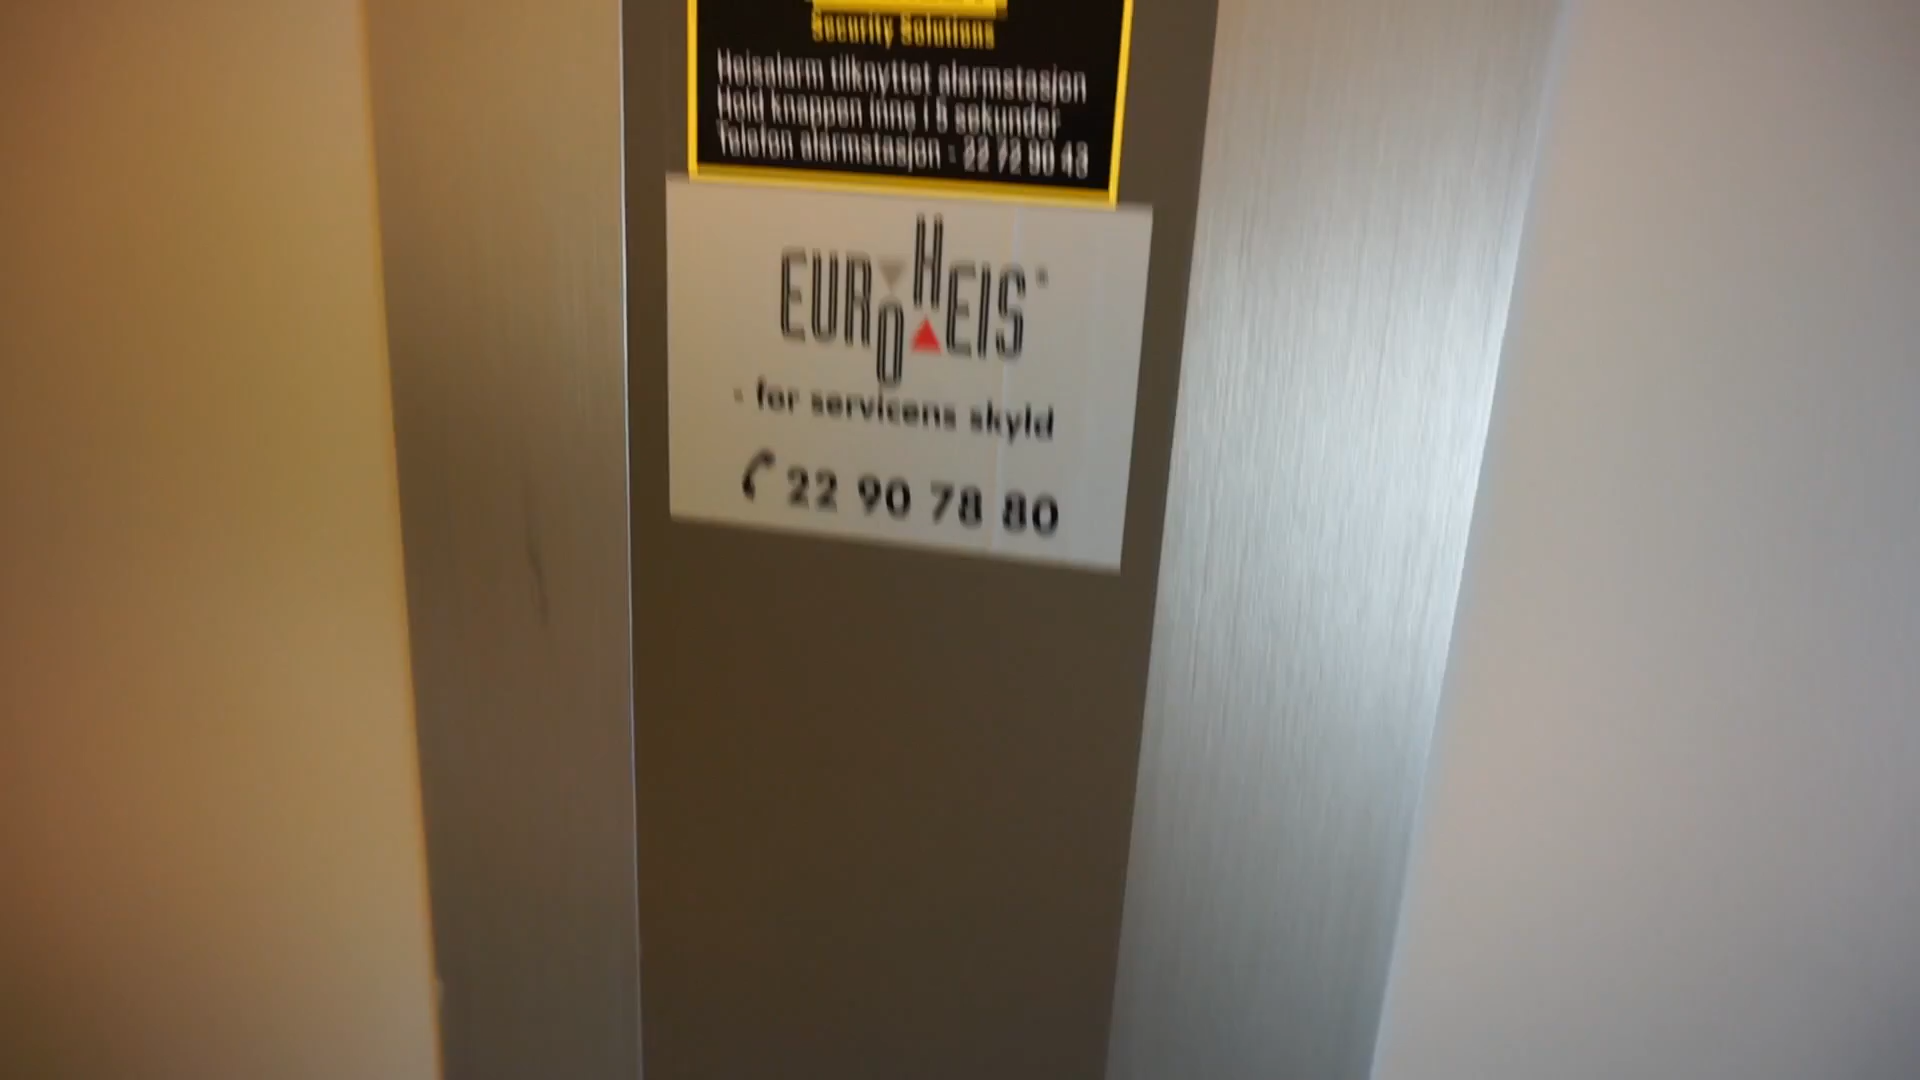 Security Solutions
Heisalarm tilknyttet alarmstasjon
Hold knappen inne i 5 sekunder
Telefon alarmstasjon : 22 72 90 43
EUROHEIS
- for servicens skyld
22 90 78 80